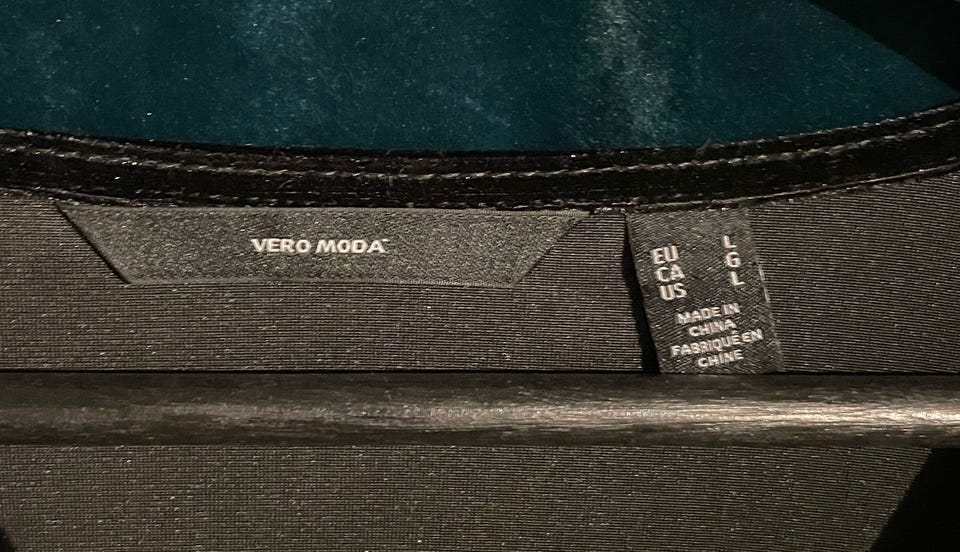 VERO MODA™
EU L
CA G
US L
MADE IN
CHINA
FABRIQUÉ EN
CHINE